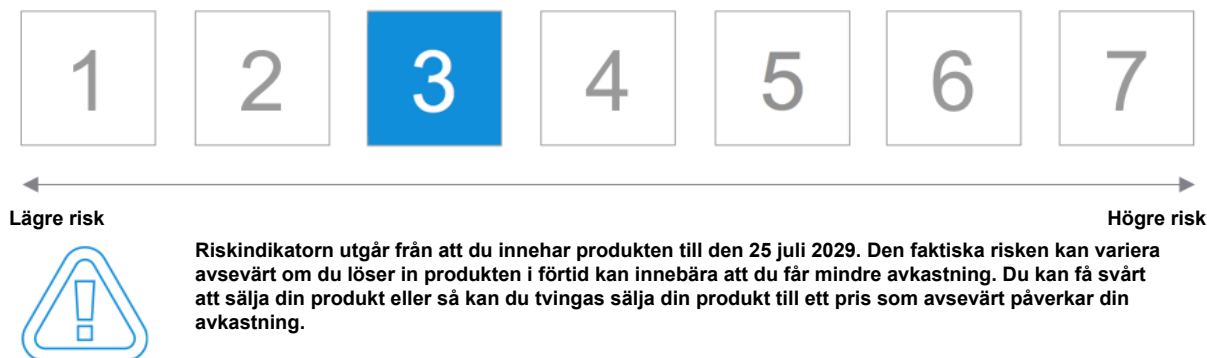 1 2 3 4 5 6 7
Lägre risk Högre risk
Riskindikatorn utgår från att du innehar produkten till den 25 juli 2029. Den faktiska risken kan variera
avsevärt om du löser in produkten i förtid kan innebära att du får mindre avkastning. Du kan få svårt
att sälja din produkt eller så kan du tvingas sälja din produkt till ett pris som avsevärt påverkar din
avkastning.